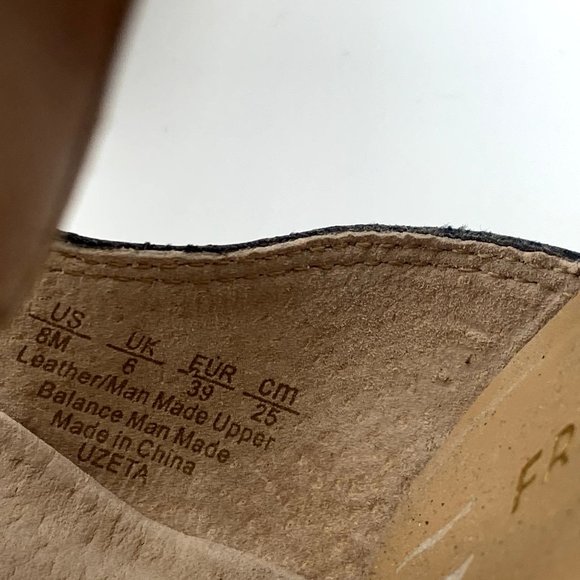 US UK EUR cm
8M 6 39 25
Leather/Man Made Upper
Balance Man Made
Made in China
UZETA
FR